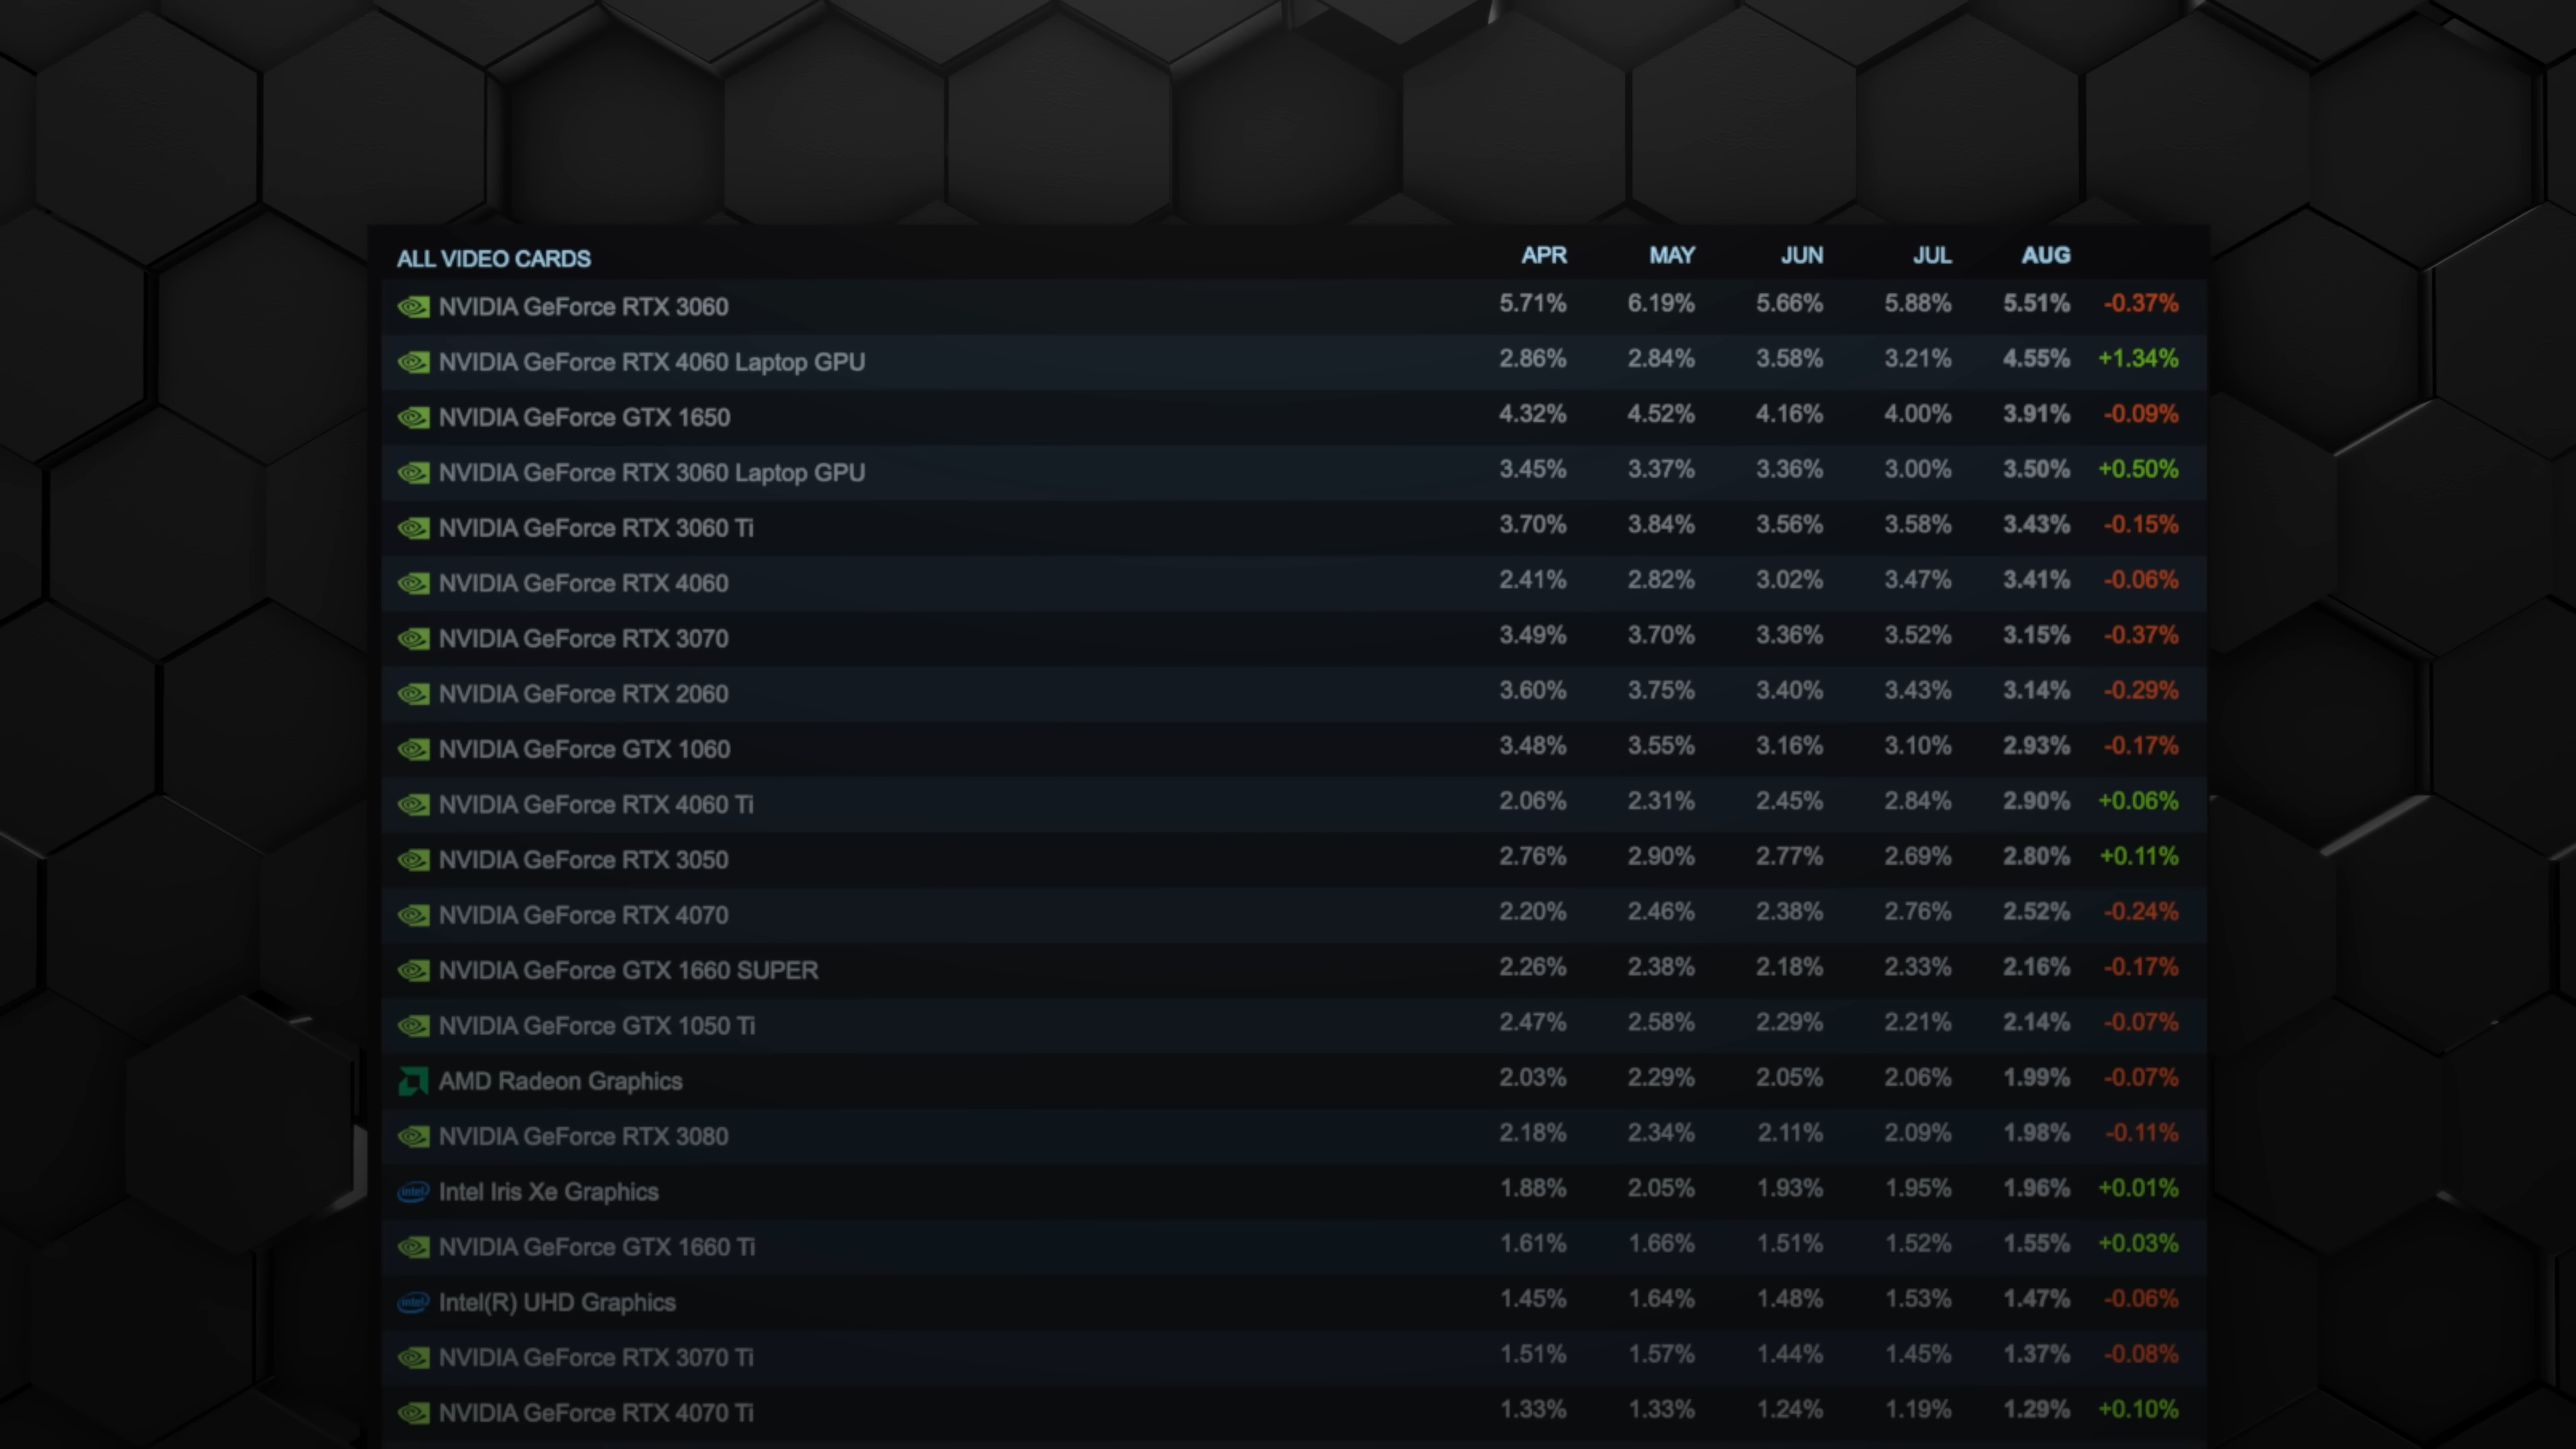 ALL VIDEO CARDS APR MAY JUN JUL AUG
NVIDIA GeForce RTX 3060 5.71% 6.19% 5.66% 5.88% 5.51% -0.37%
NVIDIA GeForce RTX 4060 Laptop GPU 2.86% 2.84% 3.58% 3.21% 4.55% +1.34%
NVIDIA GeForce GTX 1650 4.32% 4.52% 4.16% 4.00% 3.91% -0.09%
NVIDIA GeForce RTX 3060 Laptop GPU 3.45% 3.37% 3.36% 3.00% 3.50% +0.50%
NVIDIA GeForce RTX 3060 Ti 3.70% 3.84% 3.56% 3.58% 3.43% -0.15%
NVIDIA GeForce RTX 4060 2.41% 2.82% 3.02% 3.47% 3.41% -0.06%
NVIDIA GeForce RTX 3070 3.49% 3.70% 3.36% 3.52% 3.15% -0.37%
NVIDIA GeForce RTX 2060 3.60% 3.75% 3.40% 3.43% 3.14% -0.29%
NVIDIA GeForce GTX 1060 3.48% 3.55% 3.16% 3.10% 2.93% -0.17%
NVIDIA GeForce RTX 4060 Ti 2.06% 2.31% 2.45% 2.84% 2.90% +0.06%
NVIDIA GeForce RTX 3050 2.76% 2.90% 2.77% 2.69% 2.80% +0.11%
NVIDIA GeForce RTX 4070 2.20% 2.46% 2.38% 2.76% 2.52% -0.24%
NVIDIA GeForce GTX 1660 SUPER 2.26% 2.38% 2.18% 2.33% 2.16% -0.17%
NVIDIA GeForce GTX 1050 Ti 2.47% 2.58% 2.29% 2.21% 2.14% -0.07%
AMD Radeon Graphics 2.03% 2.29% 2.05% 2.06% 1.99% -0.07%
NVIDIA GeForce RTX 3080 2.18% 2.34% 2.11% 2.09% 1.98% -0.11%
intel Intel Iris Xe Graphics 1.88% 2.05% 1.93% 1.95% 1.96% +0.01%
NVIDIA GeForce GTX 1660 Ti 1.61% 1.66% 1.51% 1.52% 1.55% +0.03%
intel Intel(R) UHD Graphics 1.45% 1.64% 1.48% 1.53% 1.47% -0.06%
NVIDIA GeForce RTX 3070 Ti 1.51% 1.57% 1.44% 1.45% 1.37% -0.08%
NVIDIA GeForce RTX 4070 Ti 1.33% 1.33% 1.24% 1.19% 1.29% +0.10%